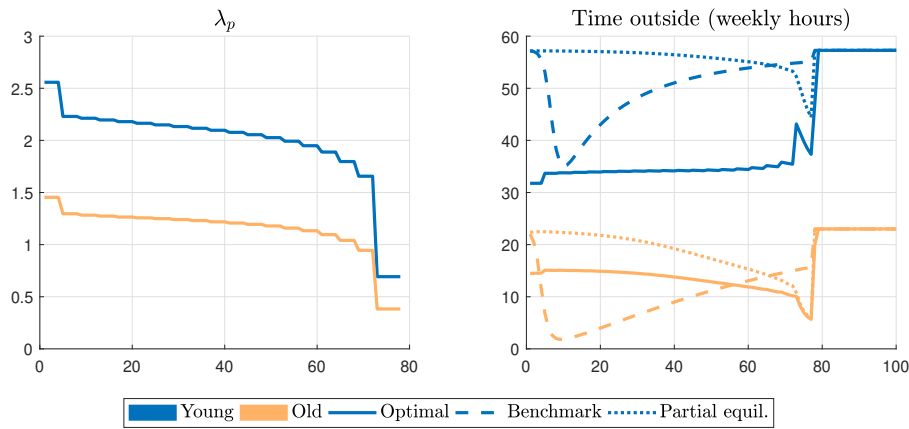 λp
3
2.5
2
1.5
1
0.5
0
0 20 40 60 80
Time outside (weekly hours)
60
50
40
30
20
10
0
0 20 40 60 80 100
Young Old Optimal Benchmark Partial equil.